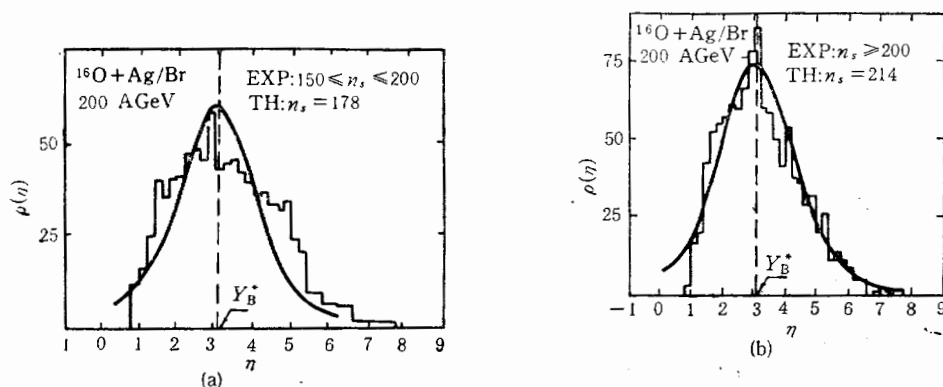 ¹⁶O+Ag/Br
200 AGeV
EXP:150≤nₛ≤200
TH:nₛ=178
50
25
ρ(η)
Y*_B
1 0 1 2 3 4 5 6 7 8 9
η
(a)
¹⁶O+Ag/Br
200 AGeV
EXP:nₛ≥200
TH:nₛ=214
75
50
25
ρ(η)
Y*_B
−1 0 1 2 3 4 5 6 7 8 9
η
(b)